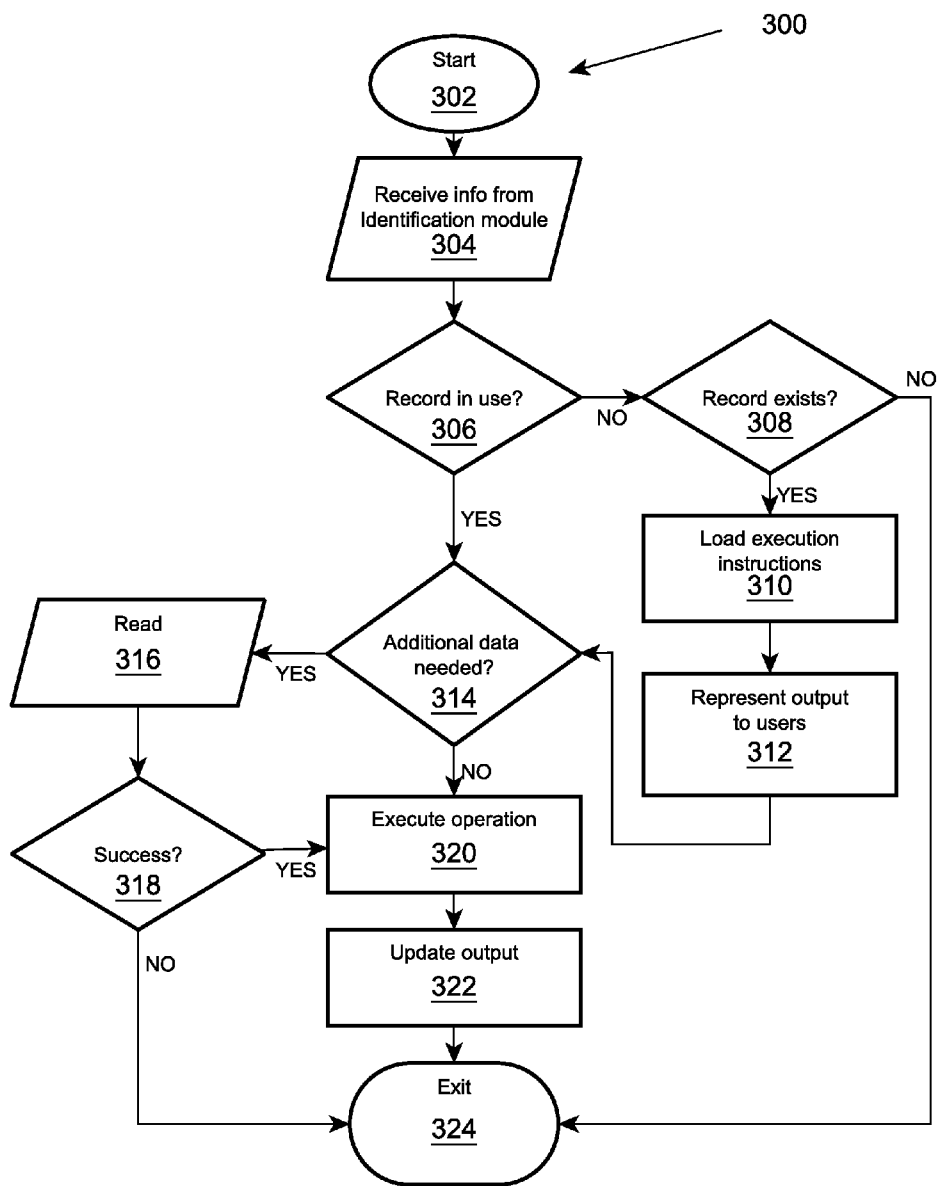 300
Start
302
Receive info from
Identification module
304
Record in use?
306
NO
Record exists?
308
NO
YES
YES
Load execution
instructions
310
Read
316
YES
Additional data
needed?
314
Represent output
to users
312
NO
Success?
318
YES
Execute operation
320
NO
Update output
322
Exit
324